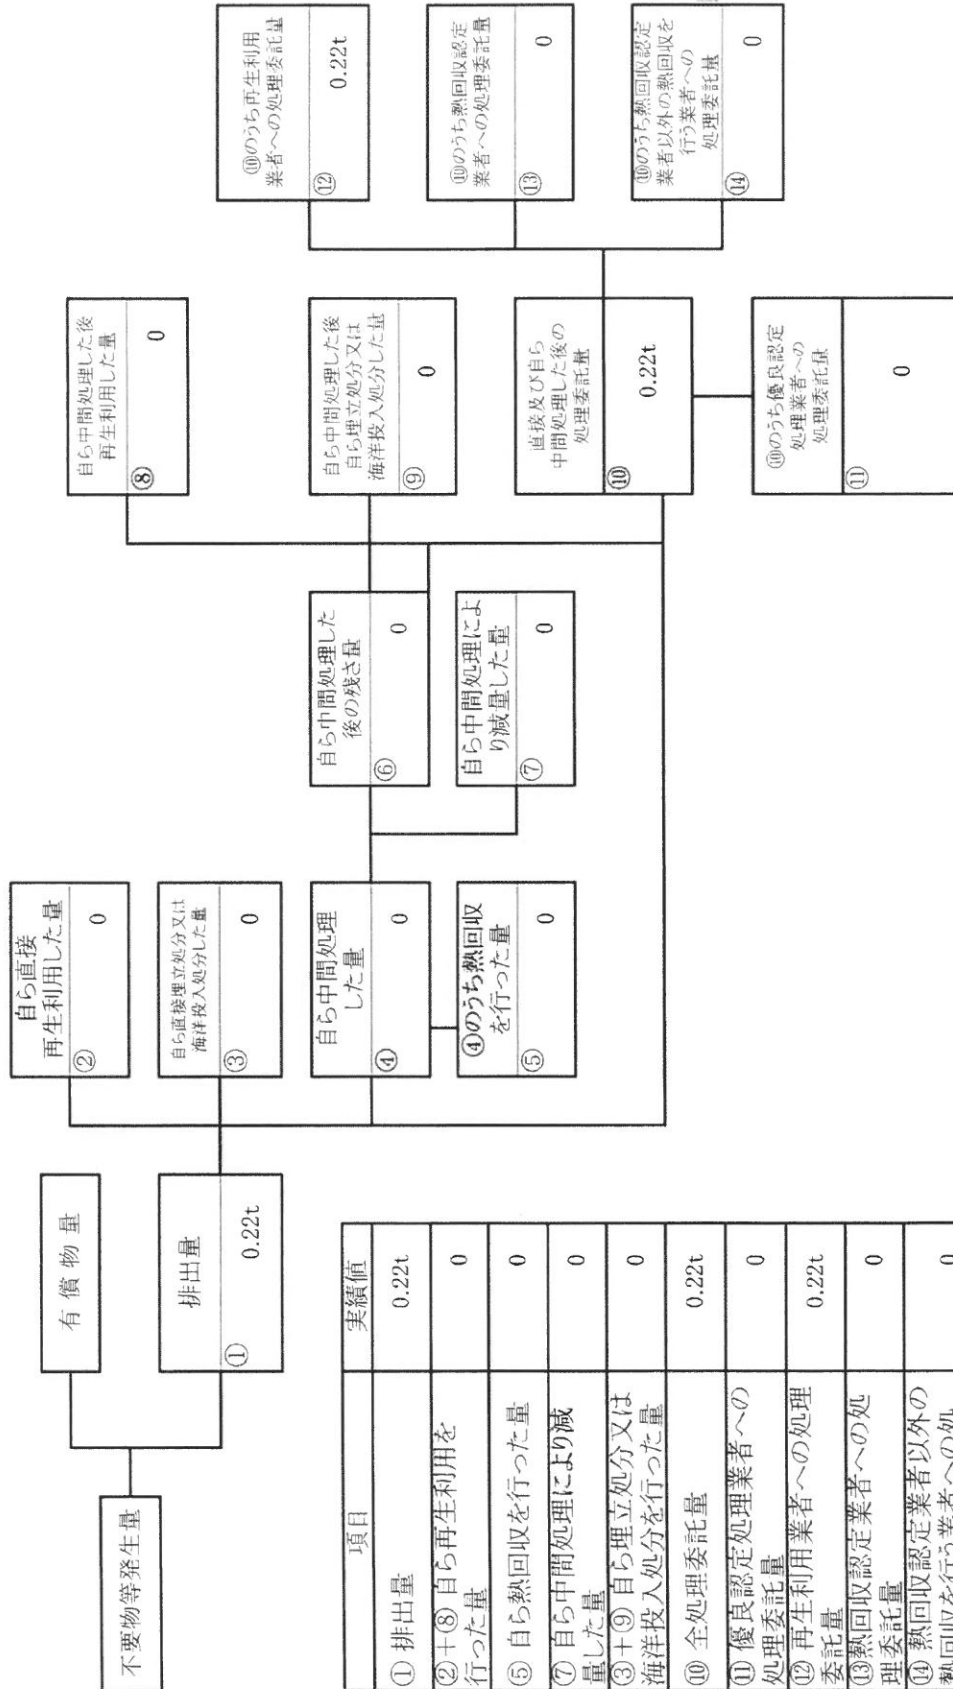 不要物等発生量
有償物量
排出量
①
0.22t
自ら直接
再生利用した量
②
0
自ら直接埋立処分又は
海洋投入処分した量
③
0
自ら中間処理
した量
④
0
④のうち熱回収
を行った量
⑤
0
自ら中間処理した
後の残さ量
⑥
0
自ら中間処理によ
り減量した量
⑦
0
自ら中間処理した後
再生利用した量
⑧
0
自ら中間処理した後
自ら埋立処分又は
海洋投入処分した量
⑨
0
直接及び自ら
中間処理した後の
処理委託量
⑩
0.22t
⑩のうち優良認定
処理業者への
処理委託量
⑪
0
⑩のうち再生利用
業者への処理委託量
⑫
0.22t
⑩のうち熱回収認定
業者への処理委託量
⑬
0
⑩のうち熱回収認定
業者以外の熱回収を
行う業者への
処理委託量
⑭
0
項目
実績値
① 排出量
0.22t
②+⑧ 自ら再生利用を
行った量
0
⑤ 自ら熱回収を行った量
0
⑦ 自ら中間処理により減
量した量
0
③+⑨ 自ら埋立処分又は
海洋投入処分を行った量
0
⑩ 全処理委託量
0.22t
⑪ 優良認定処理業者への
処理委託量
0
⑫ 再生利用業者への処理
委託量
0.22t
⑬熱回収認定業者への処
理委託量
0
⑭ 熱回収認定業者以外の
熱回収を行う業者への処
0